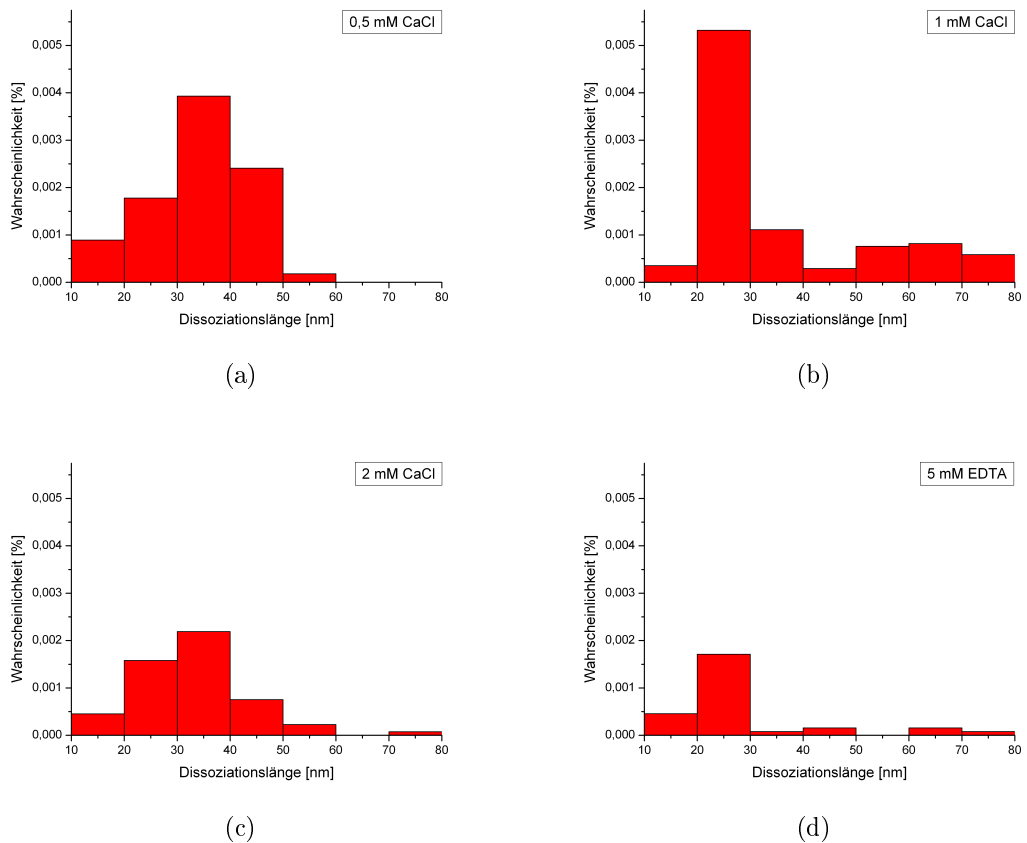 0,5 mM CaCl
Wahrscheinlichkeit [%]
0,005
0,004
0,003
0,002
0,001
0,000
10 20 30 40 50 60 70 80
Dissoziationslänge [nm]
(a)
1 mM CaCl
Wahrscheinlichkeit [%]
0,005
0,004
0,003
0,002
0,001
0,000
10 20 30 40 50 60 70 80
Dissoziationslänge [nm]
(b)
2 mM CaCl
Wahrscheinlichkeit [%]
0,005
0,004
0,003
0,002
0,001
0,000
10 20 30 40 50 60 70 80
Dissoziationslänge [nm]
(c)
5 mM EDTA
Wahrscheinlichkeit [%]
0,005
0,004
0,003
0,002
0,001
0,000
10 20 30 40 50 60 70 80
Dissoziationslänge [nm]
(d)